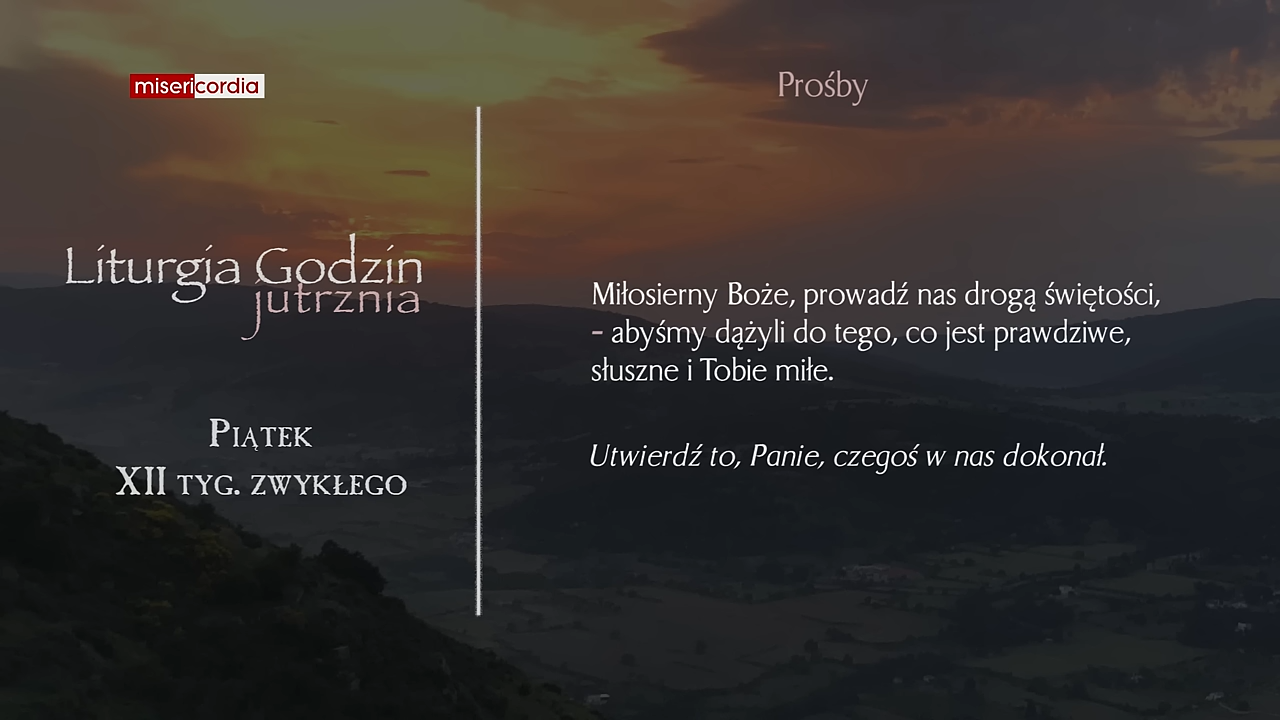 misericordia
Liturgia Godzin
jutrznia
Piątek
XII tyg. zwykłego
Prośby
Miłosierny Boże, prowadź nas drogą świętości,
- abyśmy dążyli do tego, co jest prawdziwe,
słuszne i Tobie miłe.
Utwierdź to, Panie, czegoś w nas dokonał.